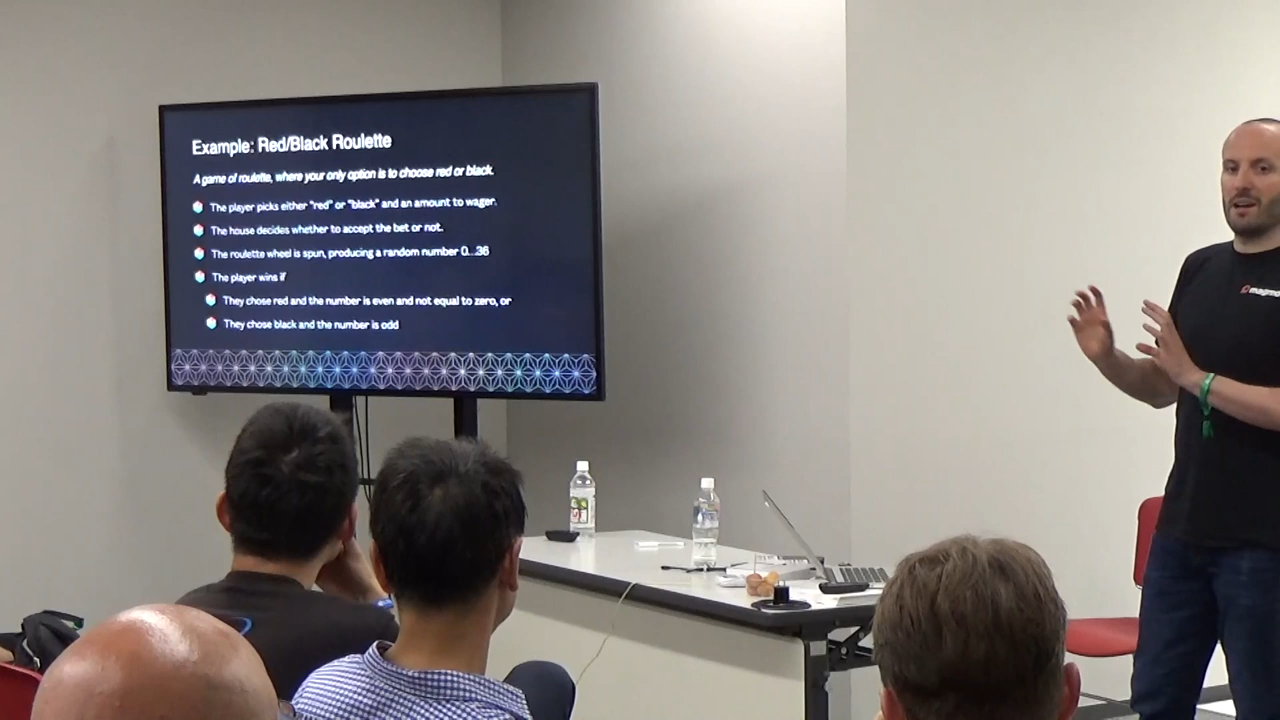 Example: Red/Black Roulette
A game of roulette, where your only option is to choose red or black.
The player picks either "red" or "black" and an amount to wager.
The house decides whether to accept the bet or not.
The roulette wheel is spun, producing a random number 0...36
The player wins if
They chose red and the number is even and not equal to zero, or
They chose black and the number is odd